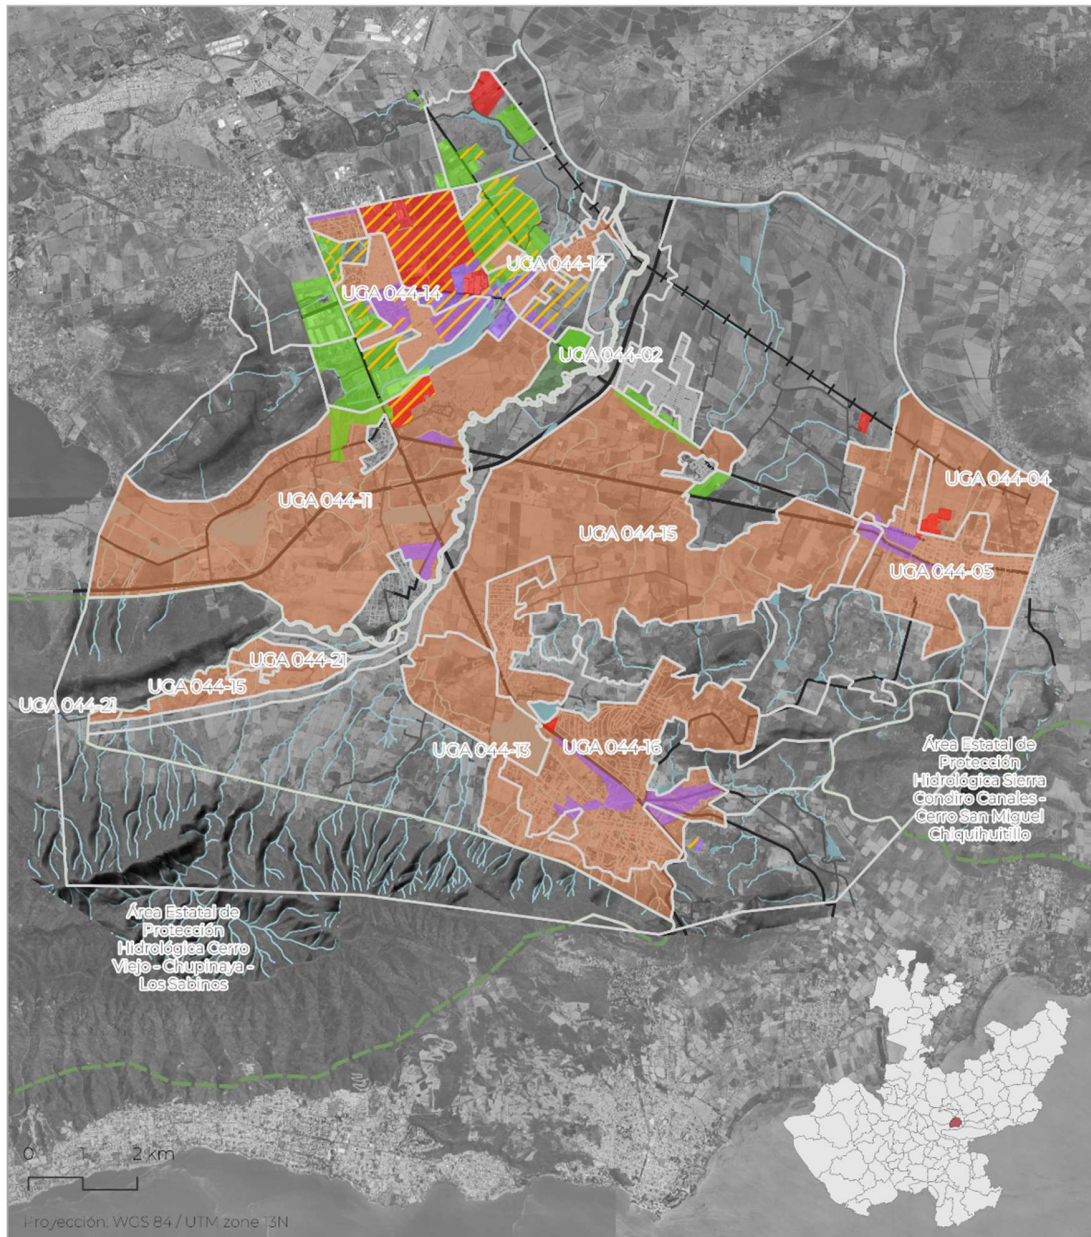 UGA 044-14
UGA 044-14
UGA 044-02
UGA 044-04
UGA 044-11
UGA 044-15
UGA 044-05
UGA 044-21
UGA 044-15
UGA 044-21
UGA 044-13
UGA 044-16
Área Estatal de
Protección
Hidrológica Sierra
Condiro Canales -
Cerro San Miguel
Chiquihuitillo
Área Estatal de
Protección
Hidrológica Cerro
Viejo - Chupinaya -
Los Sabinos
0 1 2 km
Proyección: WGS 84 / UTM zone 13N